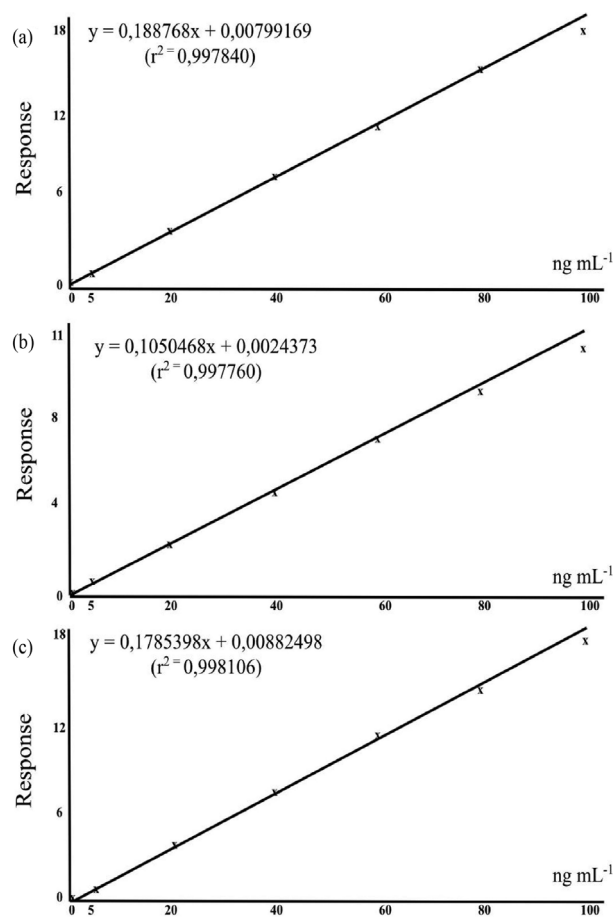 (a)
y = 0,188768x + 0,00799169
(r² = 0,997840)
18
12
6
0
Response
ng mL⁻¹
0 5 20 40 60 80 100
(b)
y = 0,1050468x + 0,0024373
(r² = 0,997760)
11
8
4
0
Response
ng mL⁻¹
0 5 20 40 60 80 100
(c)
y = 0,1785398x + 0,00882498
(r² = 0,998106)
18
12
6
0
Response
ng mL⁻¹
0 5 20 40 60 80 100